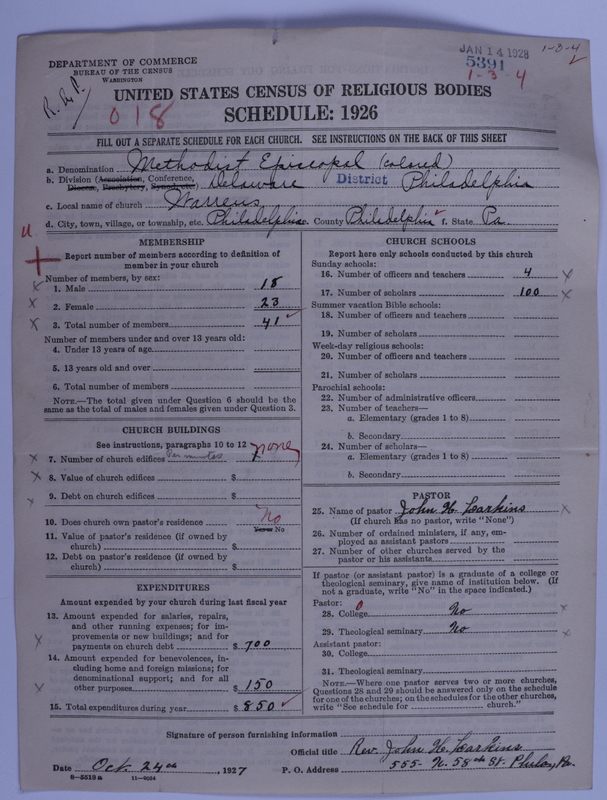 JAN 14 1928
5391
1-3-4
1-3-4
DEPARTMENT OF COMMERCE
BUREAU OF THE CENSUS
WASHINGTON
018
UNITED STATES CENSUS OF RELIGIOUS BODIES
SCHEDULE: 1926
FILL OUT A SEPARATE SCHEDULE FOR EACH CHURCH. SEE INSTRUCTIONS ON THE BACK OF THIS SHEET
a. Denomination Methodist Episcopal (colored)
b. Division (Association, Conference, Diocese, Presbytery, Synod, etc.) Delaware District Philadelphia
c. Local name of church Warrens
d. City, town, village, or township, etc. Philadelphia e. County Philadelphia f. State Pa.
MEMBERSHIP
Report number of members according to definition of
member in your church
Number of members, by sex:
1. Male 18
2. Female 23
3. Total number of members 41
Number of members under and over 13 years old:
4. Under 13 years of age
5. 13 years old and over
6. Total number of members
NOTE.—The total given under Question 6 should be the
same as the total of males and females given under Question 3.
CHURCH BUILDINGS
See instructions, paragraphs 10 to 12
7. Number of church edifices Per minutes none
8. Value of church edifices $
9. Debt on church edifices $
10. Does church own pastor's residence No
Yes or No
11. Value of pastor's residence (if owned by
church) $
12. Debt on pastor's residence (if owned by
church) $
EXPENDITURES
Amount expended by your church during last fiscal year
13. Amount expended for salaries, repairs,
and other running expenses; for im-
provements or new buildings; and for
payments on church debt $ 700
14. Amount expended for benevolences, in-
cluding home and foreign missions; for
denominational support; and for all
other purposes $ 150
15. Total expenditures during year $ 850
CHURCH SCHOOLS
Report here only schools conducted by this church
Sunday schools:
16. Number of officers and teachers 4
17. Number of scholars 100
Summer vacation Bible schools:
18. Number of officers and teachers
19. Number of scholars
Week-day religious schools:
20. Number of officers and teachers
21. Number of scholars
Parochial schools:
22. Number of administrative officers
23. Number of teachers—
a. Elementary (grades 1 to 8)
b. Secondary
24. Number of scholars—
a. Elementary (grades 1 to 8)
b. Secondary
PASTOR
25. Name of pastor John W. Larkins
(If church has no pastor, write "None")
26. Number of ordained ministers, if any, em-
ployed as assistant pastors
27. Number of other churches served by the
pastor or his assistants
If pastor (or assistant pastor) is a graduate of a college or
theological seminary, give name of institution below. (If
not a graduate, write "No" in the space indicated.)
Pastor:
28. College No
29. Theological seminary No
Assistant pastor:
30. College
31. Theological seminary
NOTE.—Where one pastor serves two or more churches,
Questions 28 and 29 should be answered only on the schedule
for one of the churches; on the schedules for the other churches,
write "See schedule for church."
Signature of person furnishing information
Official title Rev. John W. Larkins
Date Oct. 24th, 1927 P. O. Address 555 N. 58th St. Phila, Pa.
8-5518a 11-9024